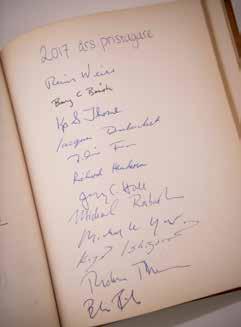 2017 års pristagare
Rainer Weiss
Barry C Barish
Kip S Thorne
Jacques Dubochet
Richard Henderson
Jeffrey C. Hall
Michael Rosbash
Michael W. Young